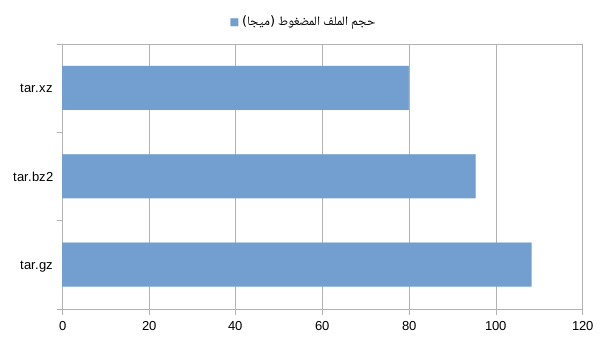 حجم الملف المضغوط (ميجا)
tar.xz
tar.bz2
tar.gz
0 20 40 60 80 100 120